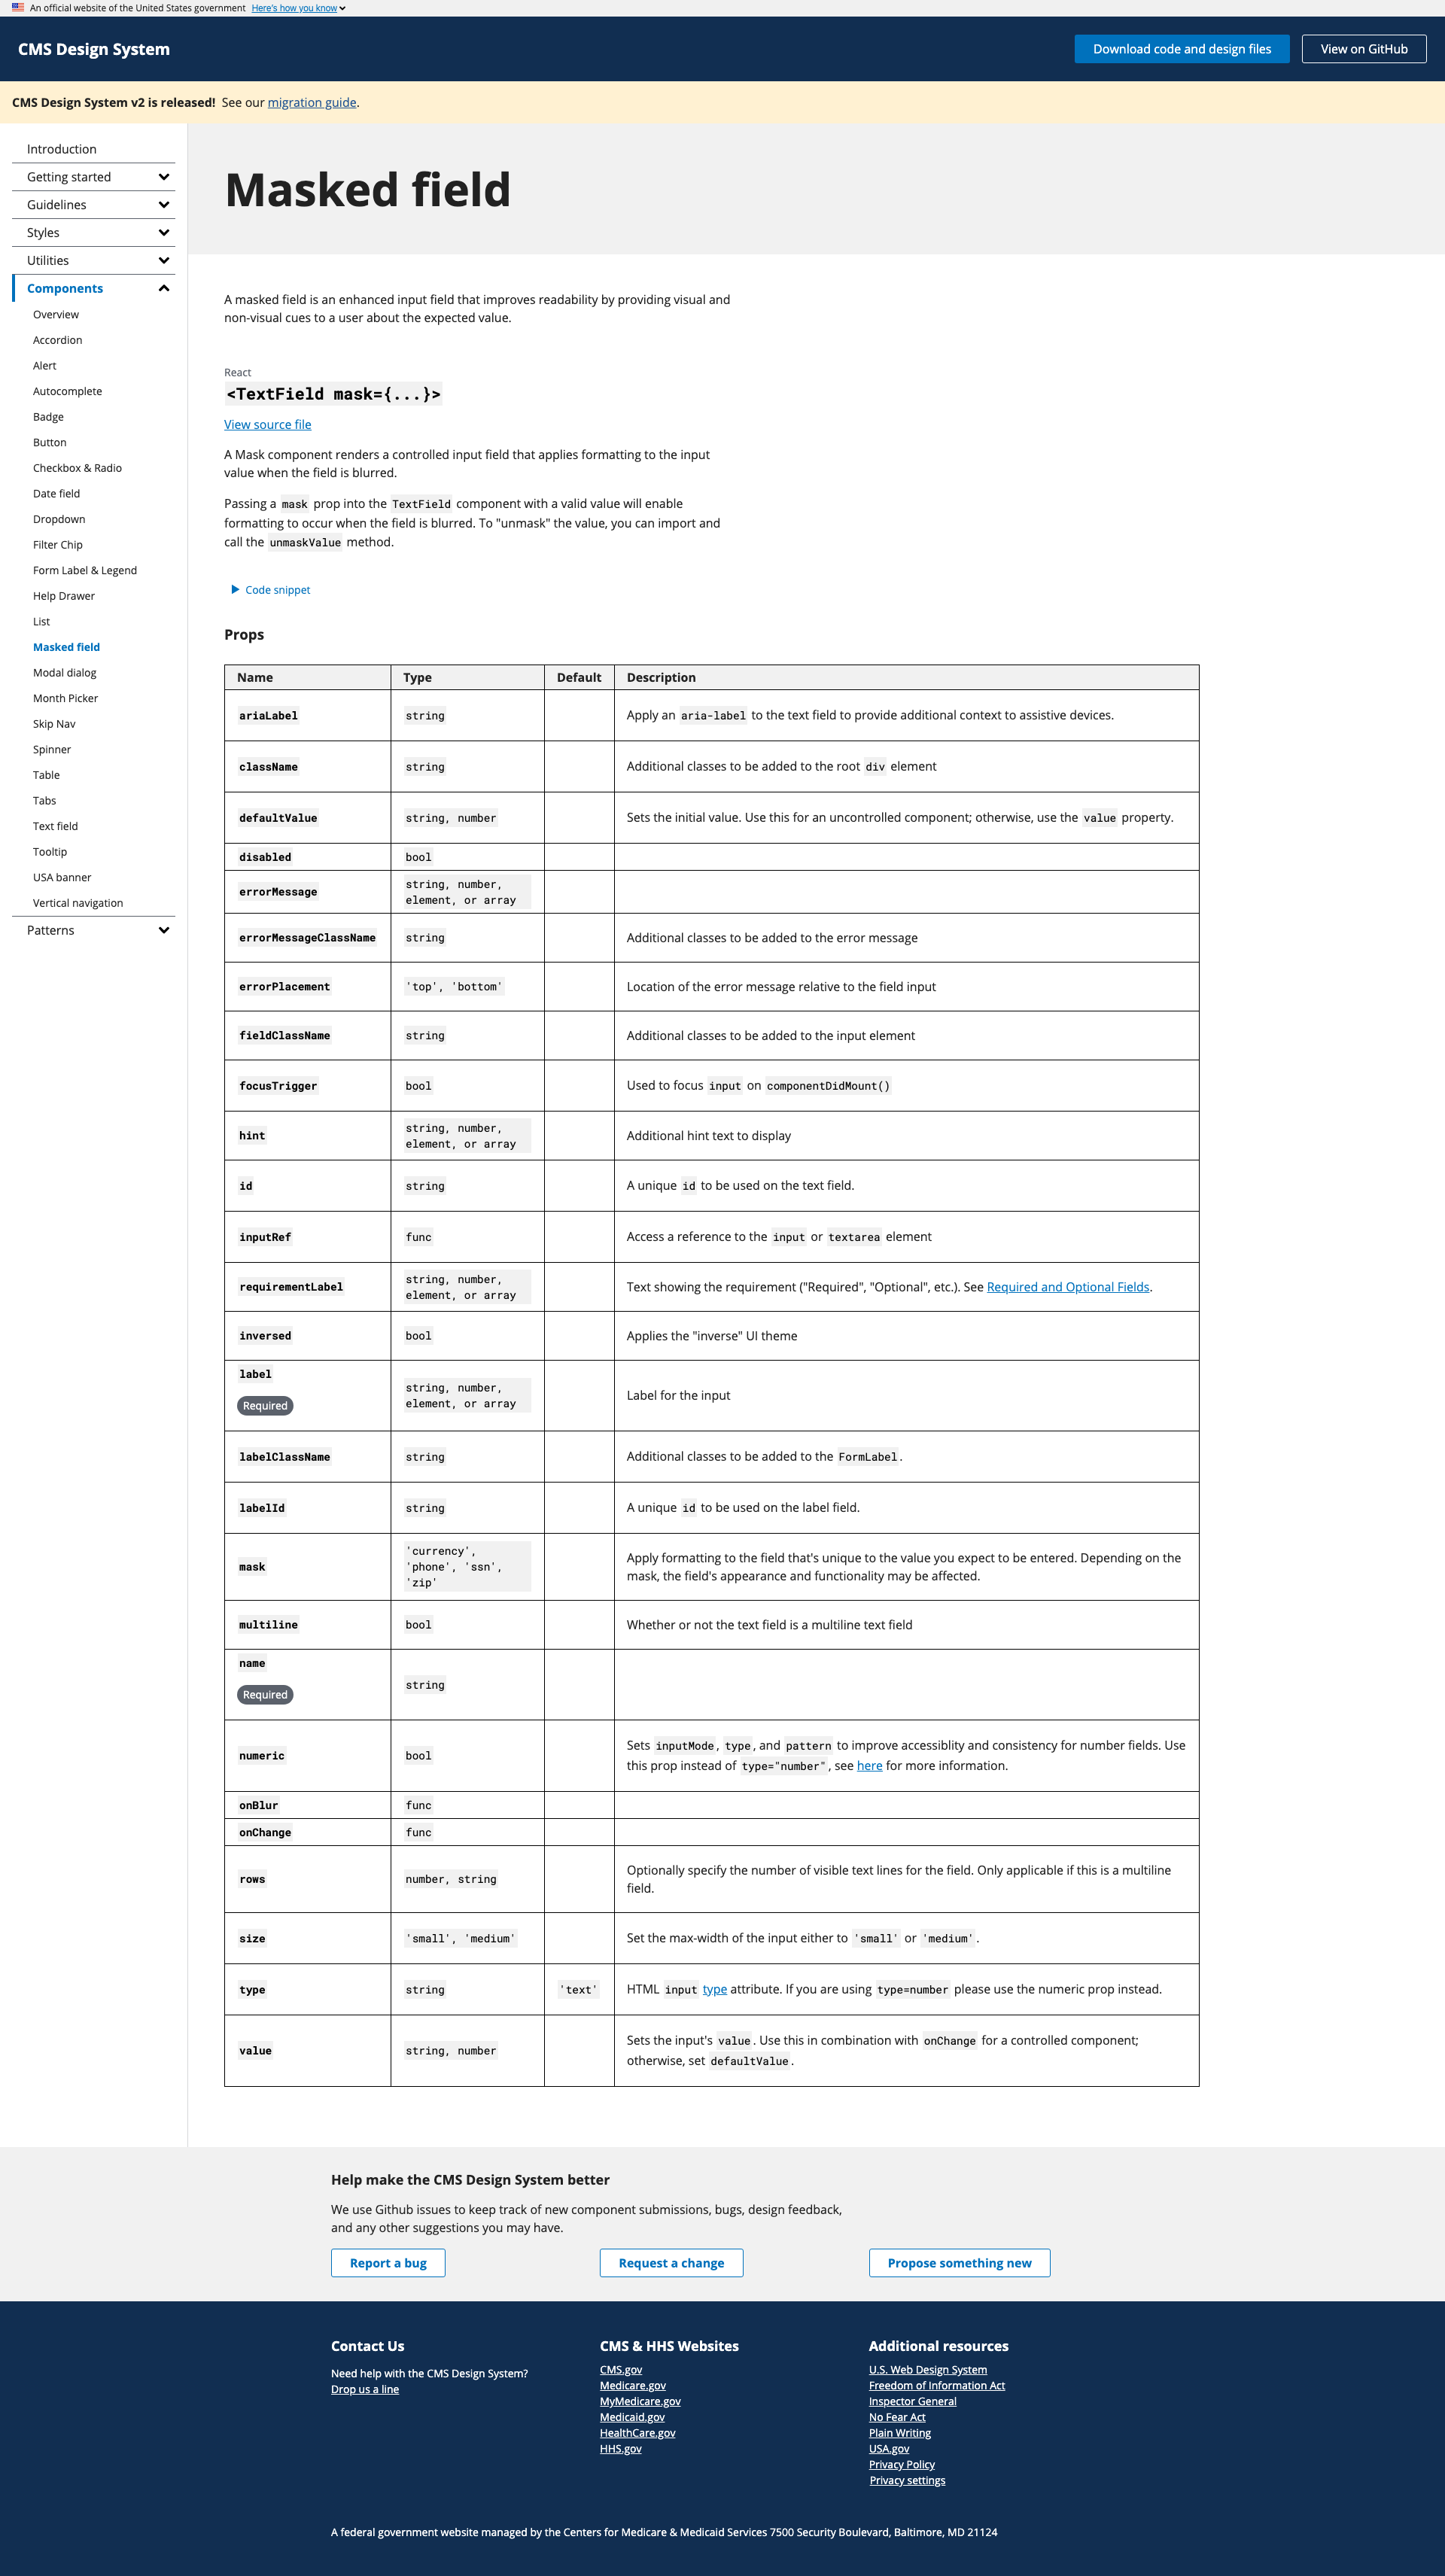 An official website of the United States government Here's how you know
CMS Design System
Download code and design files
View on GitHub
CMS Design System v2 is released! See our migration guide.
Introduction
Getting started
Guidelines
Styles
Utilities
Components
Overview
Accordion
Alert
Autocomplete
Badge
Button
Checkbox & Radio
Date field
Dropdown
Filter Chip
Form Label & Legend
Help Drawer
List
Masked field
Modal dialog
Month Picker
Skip Nav
Spinner
Table
Tabs
Text field
Tooltip
USA banner
Vertical navigation
Patterns
Masked field
A masked field is an enhanced input field that improves readability by providing visual and
non-visual cues to a user about the expected value.
React
<TextField mask={...}>
View source file
A Mask component renders a controlled input field that applies formatting to the input
value when the field is blurred.
Passing a mask prop into the TextField component with a valid value will enable
formatting to occur when the field is blurred. To "unmask" the value, you can import and
call the unmaskValue method.
Code snippet
Props
Name Type Default Description
ariaLabel string Apply an aria-label to the text field to provide additional context to assistive devices.
className string Additional classes to be added to the root div element
defaultValue string, number Sets the initial value. Use this for an uncontrolled component; otherwise, use the value property.
disabled bool
errorMessage string, number,
element, or array
errorMessageClassName string Additional classes to be added to the error message
errorPlacement 'top', 'bottom' Location of the error message relative to the field input
fieldClassName string Additional classes to be added to the input element
focusTrigger bool Used to focus input on componentDidMount()
hint string, number,
element, or array Additional hint text to display
id string A unique id to be used on the text field.
inputRef func Access a reference to the input or textarea element
requirementLabel string, number,
element, or array Text showing the requirement ("Required", "Optional", etc.). See Required and Optional Fields.
inversed bool Applies the "inverse" UI theme
label
Required
string, number,
element, or array Label for the input
labelClassName string Additional classes to be added to the FormLabel.
labelId string A unique id to be used on the label field.
mask 'currency',
'phone', 'ssn',
'zip'
Apply formatting to the field that's unique to the value you expect to be entered. Depending on the
mask, the field's appearance and functionality may be affected.
multiline bool Whether or not the text field is a multiline text field
name
Required
string
numeric bool Sets inputMode, type, and pattern to improve accessiblity and consistency for number fields. Use
this prop instead of type="number", see here for more information.
onBlur func
onChange func
rows number, string Optionally specify the number of visible text lines for the field. Only applicable if this is a multiline
field.
size 'small', 'medium' Set the max-width of the input either to 'small' or 'medium'.
type string 'text' HTML input type attribute. If you are using type=number please use the numeric prop instead.
value string, number Sets the input's value. Use this in combination with onChange for a controlled component;
otherwise, set defaultValue.
Help make the CMS Design System better
We use Github issues to keep track of new component submissions, bugs, design feedback,
and any other suggestions you may have.
Report a bug
Request a change
Propose something new
Contact Us
Need help with the CMS Design System?
Drop us a line
CMS & HHS Websites
CMS.gov
Medicare.gov
MyMedicare.gov
Medicaid.gov
HealthCare.gov
HHS.gov
Additional resources
U.S. Web Design System
Freedom of Information Act
Inspector General
No Fear Act
Plain Writing
USA.gov
Privacy Policy
Privacy settings
A federal government website managed by the Centers for Medicare & Medicaid Services 7500 Security Boulevard, Baltimore, MD 21124